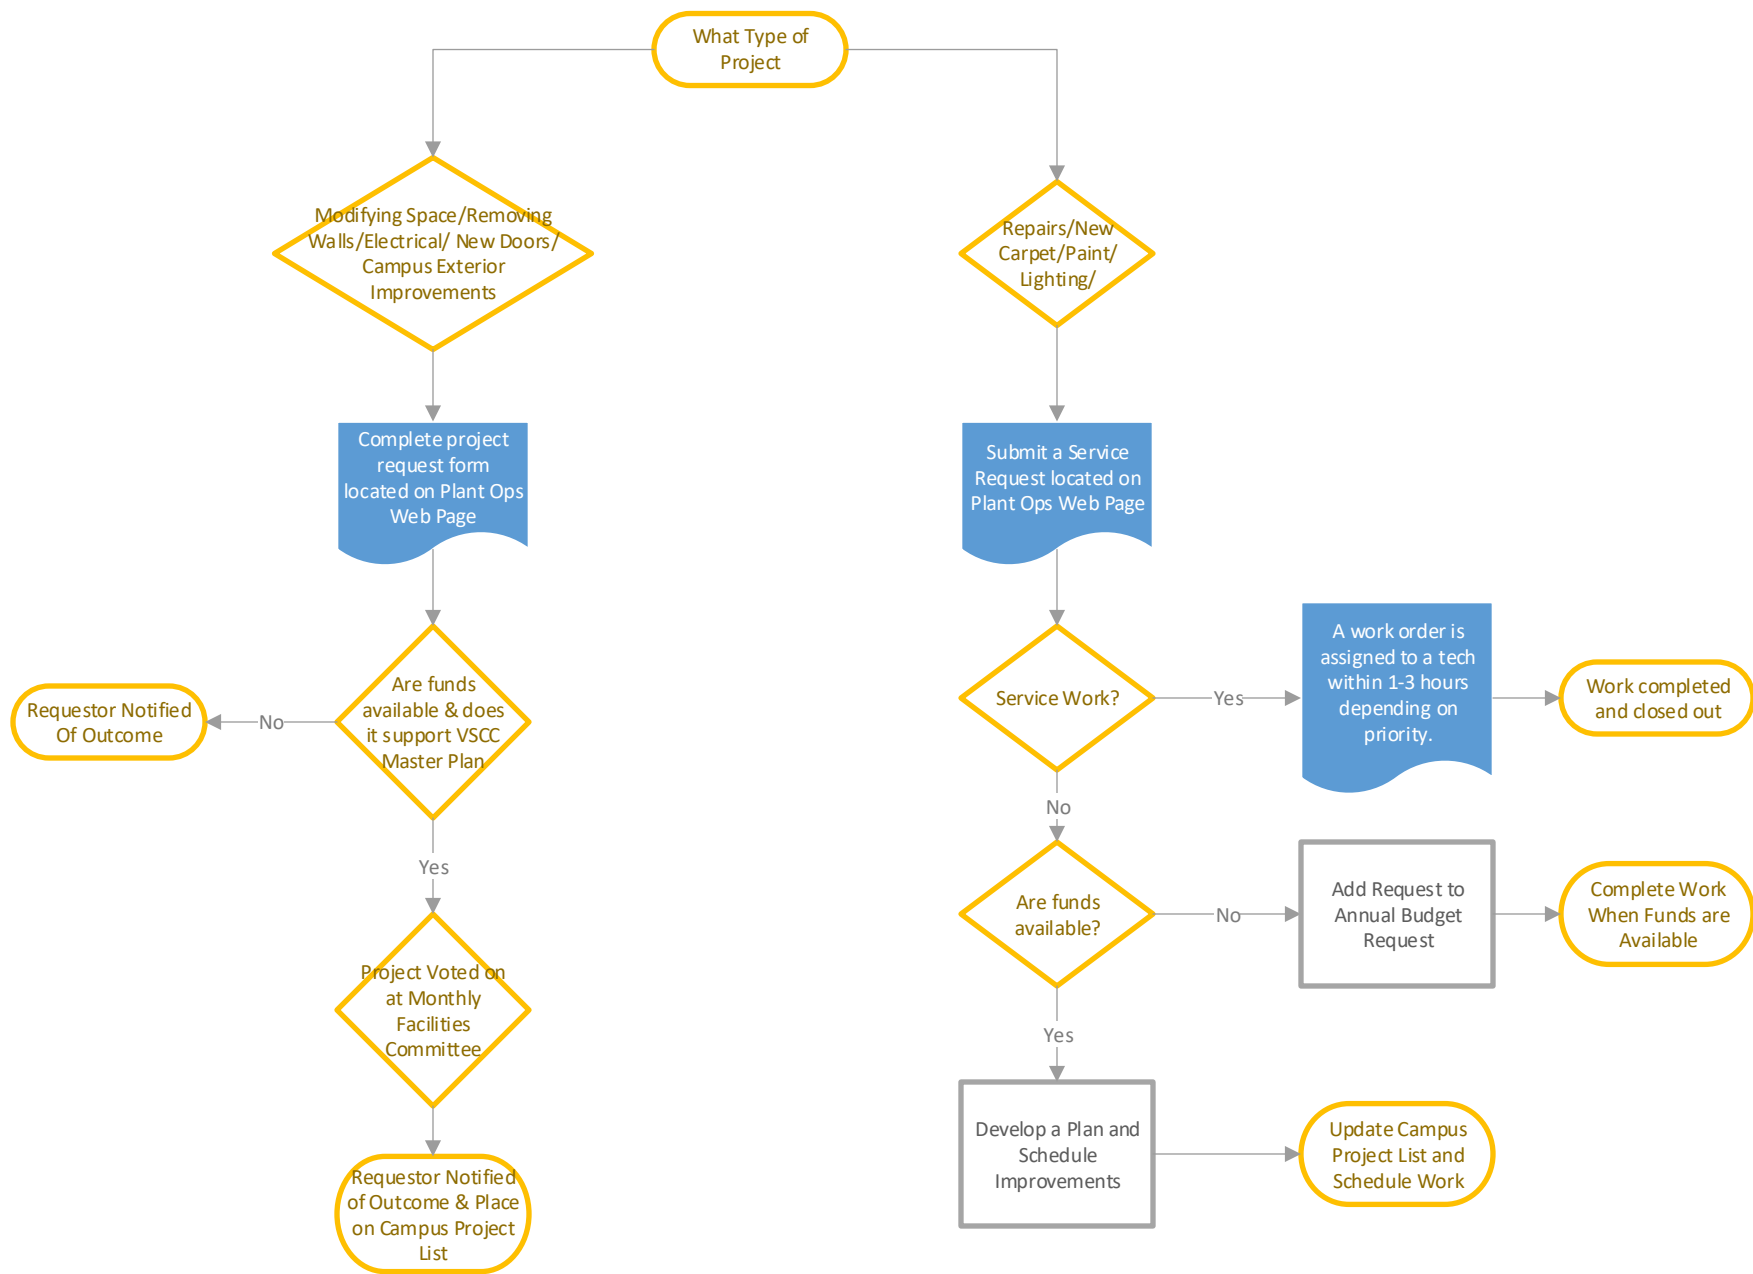 What Type of
Project
Modifying Space/Removing
Walls/Electrical/ New Doors/
Campus Exterior
Improvements
Repairs/New
Carpet/Paint/
Lighting/
Complete project
request form
located on Plant Ops
Web Page
Submit a Service
Request located on
Plant Ops Web Page
Requestor Notified
Of Outcome
No
Are funds
available & does
it support VSCC
Master Plan
Service Work?
Yes
A work order is
assigned to a tech
within 1-3 hours
depending on
priority.
Work completed
and closed out
No
Yes
Are funds
available?
No
Add Request to
Annual Budget
Request
Complete Work
When Funds are
Available
Project Voted on
at Monthly
Facilities
Committee
Yes
Develop a Plan and
Schedule
Improvements
Update Campus
Project List and
Schedule Work
Requestor Notified
of Outcome & Place
on Campus Project
List